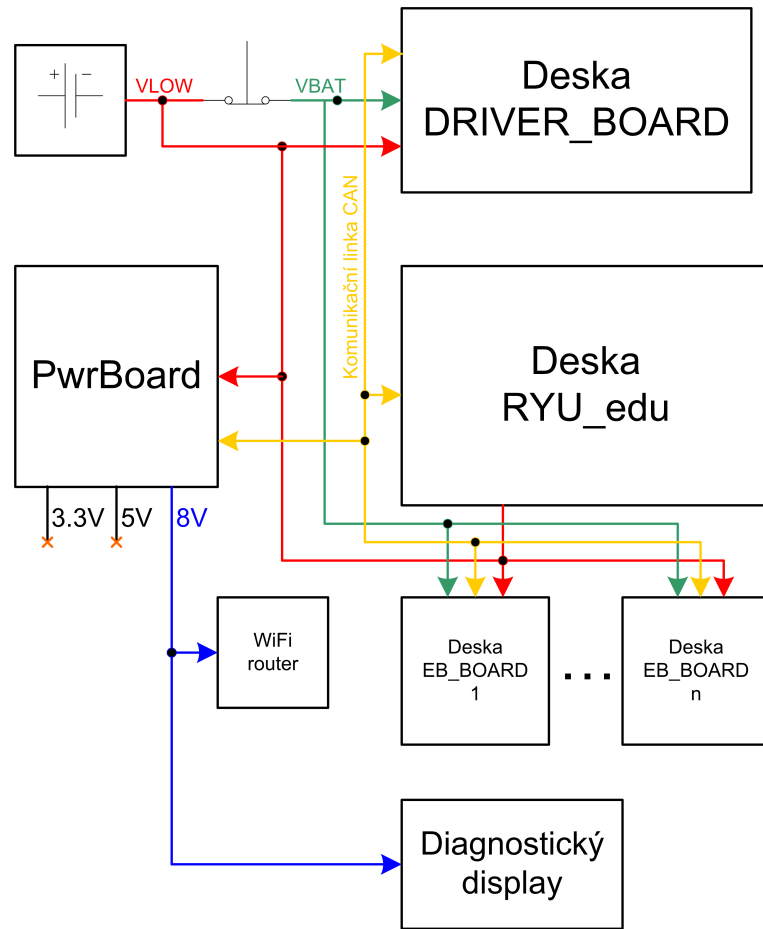 + −
VLOW
VBAT
Deska
DRIVER_BOARD
Komunikační linka CAN
PwrBoard
Deska
RYU_edu
3.3V
5V
8V
WiFi
router
Deska
EB_BOARD
1
...
Deska
EB_BOARD
n
Diagnostický
display